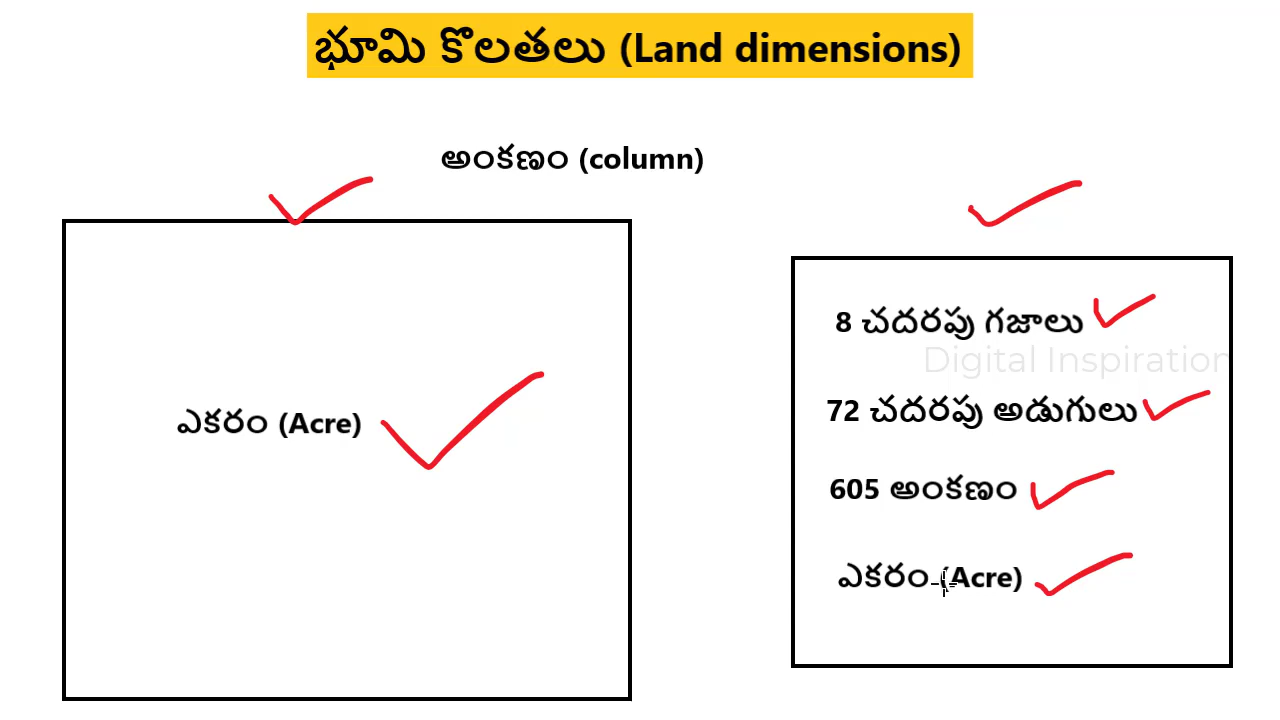 భూమి కొలతలు (Land dimensions)
అంకణం (column)
ఎకరం (Acre)
8 చదరపు గజాలు
Digital Inspiration
72 చదరపు అడుగులు
605 అంకణం
ఎకరం (Acre)